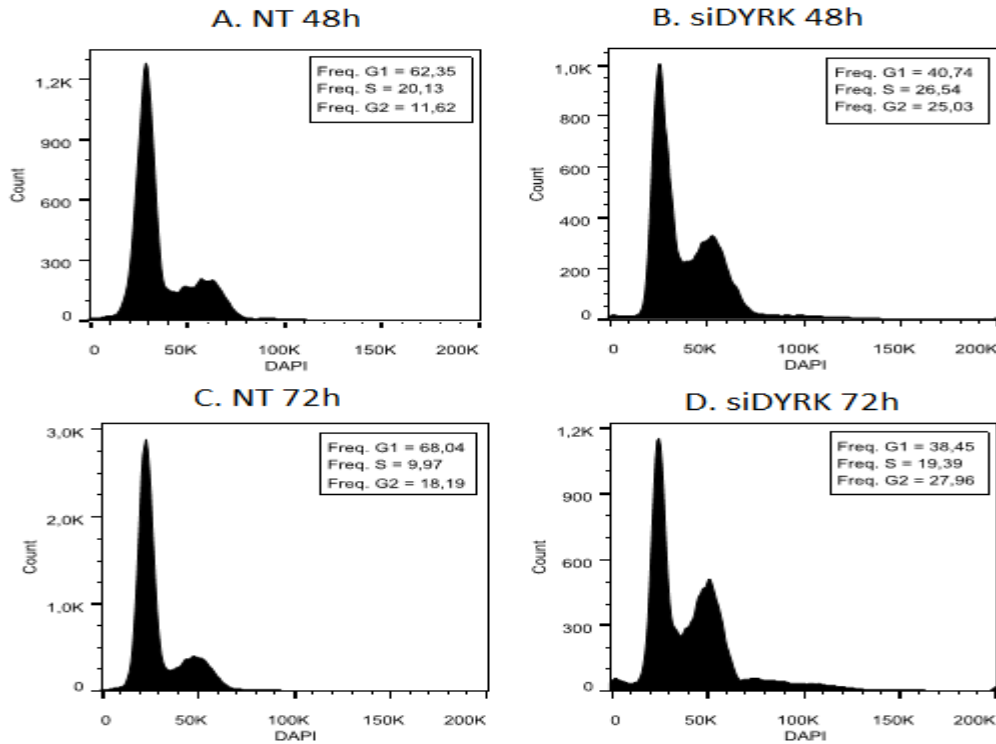 A. NT 48h
Freq. G1 = 62,35
Freq. S = 20,13
Freq. G2 = 11,62
1,2K
900
600
300
0
Count
0 50K 100K 150K 200K
DAPI
B. siDYRK 48h
Freq. G1 = 40,74
Freq. S = 26,54
Freq. G2 = 25,03
1,0K
800
600
400
200
0
Count
0 50K 100K 150K 200K
DAPI
C. NT 72h
Freq. G1 = 68,04
Freq. S = 9,97
Freq. G2 = 18,19
3,0K
2,0K
1,0K
0
Count
0 50K 100K 150K 200K
DAPI
D. siDYRK 72h
Freq. G1 = 38,45
Freq. S = 19,39
Freq. G2 = 27,96
1,2K
900
600
300
0
Count
0 50K 100K 150K 200K
DAPI